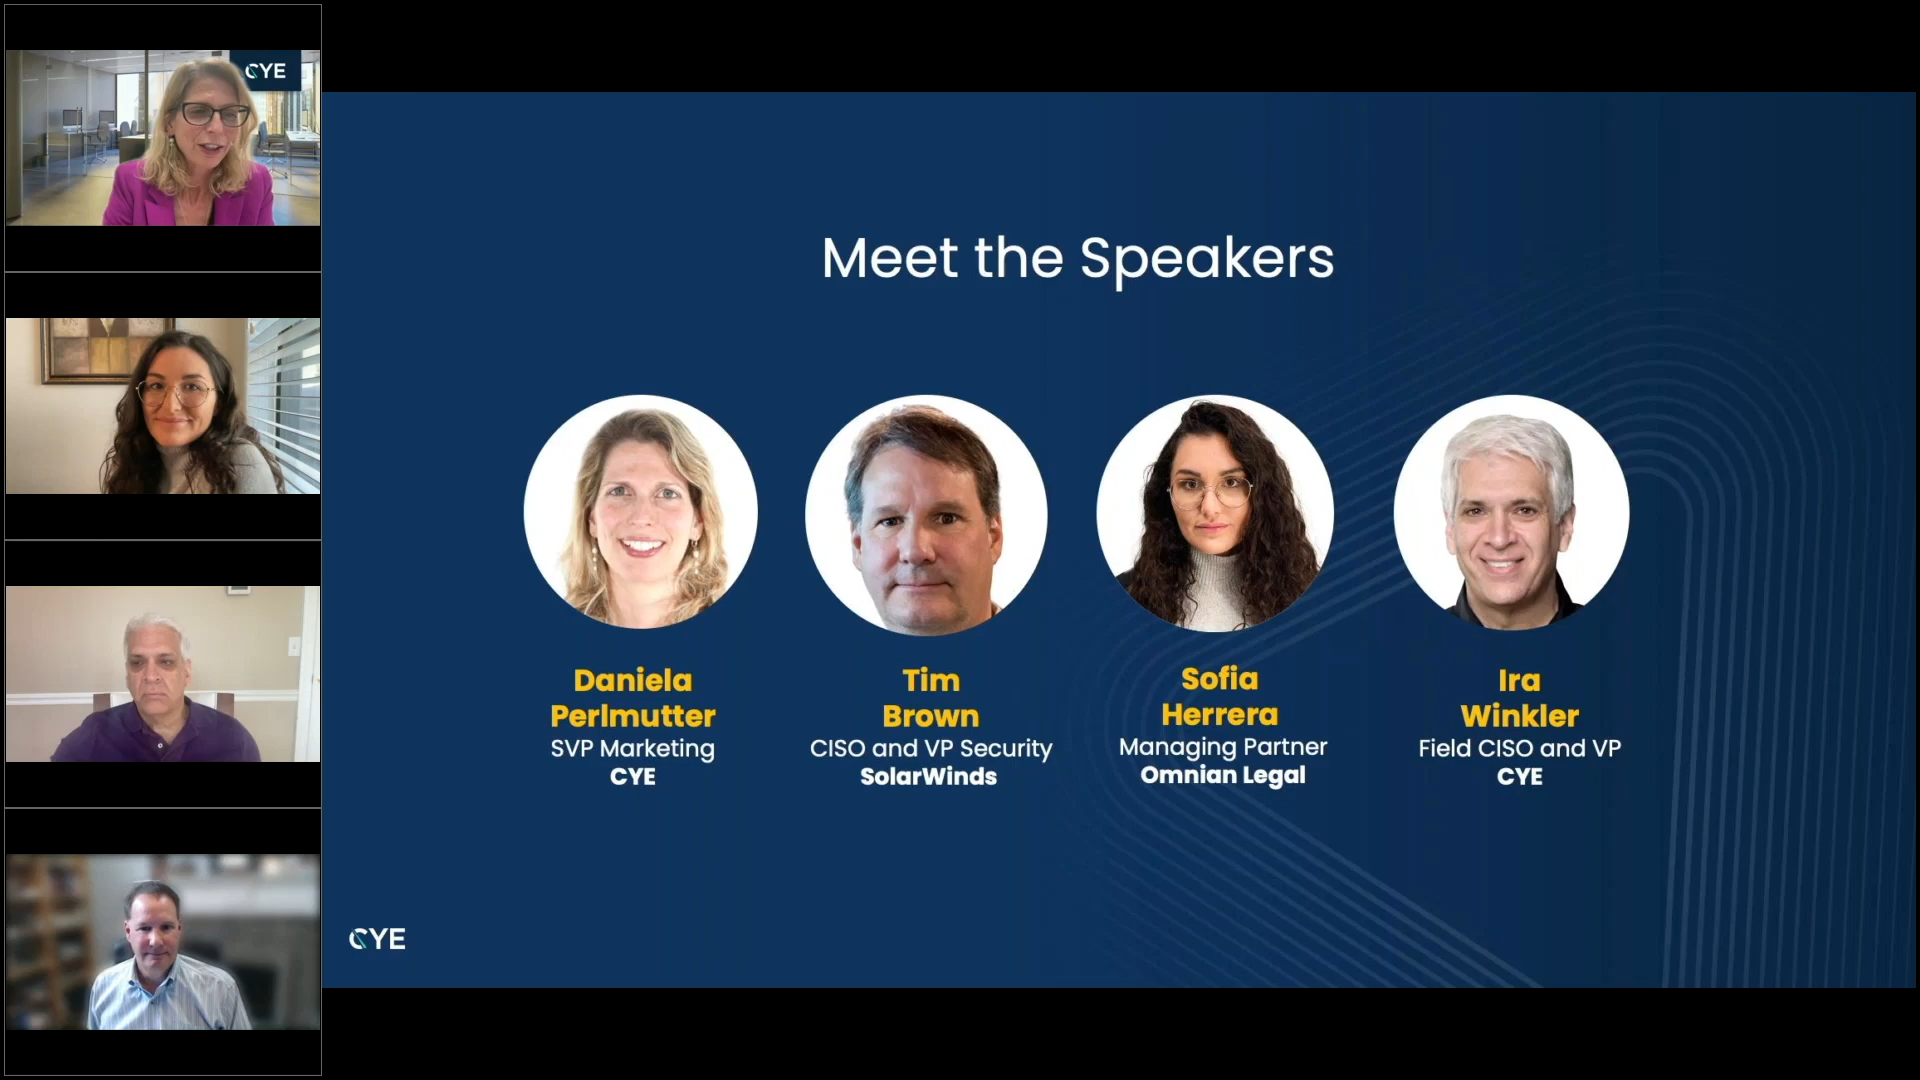 CYE
Meet the Speakers
Daniela
Perlmutter
SVP Marketing
CYE
Tim
Brown
CISO and VP Security
SolarWinds
Sofia
Herrera
Managing Partner
Omnian Legal
Ira
Winkler
Field CISO and VP
CYE
CYE